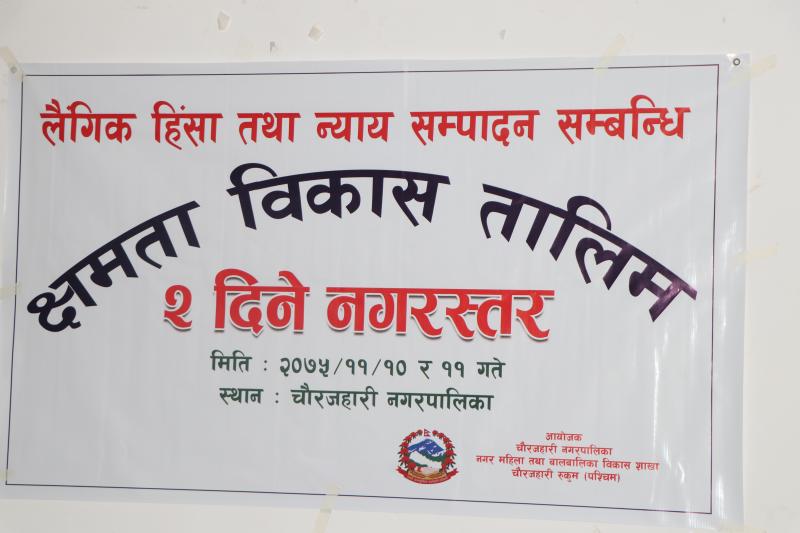 लैगिक हिंसा तथा न्याय सम्पादन सम्बन्धि
क्षमता विकास तालिम
२ दिने नगरस्तर
मिति : २०७५/११/१० र ११ गते
स्थान : चौरजहारी नगरपालिका
आयोजक
चौरजहारी नगरपालिका
नगर महिला तथा बालबालिका विकास शाखा
चौरजहारी रुकुम (पश्चिम)